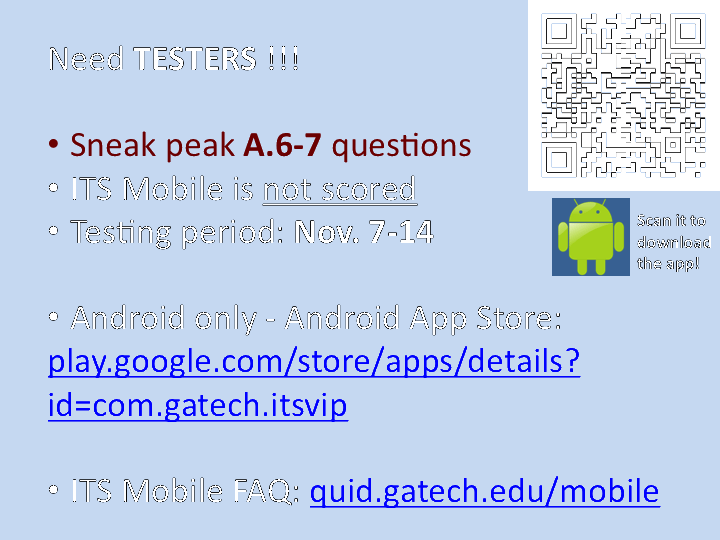 Need TESTERS !!!
• Sneak peak A.6-7 questions
• ITS Mobile is not scored
• Testing period: Nov. 7-14
Scan it to
download
the app!
• Android only - Android App Store:
play.google.com/store/apps/details?
id=com.gatech.itsvip
• ITS Mobile FAQ: quid.gatech.edu/mobile